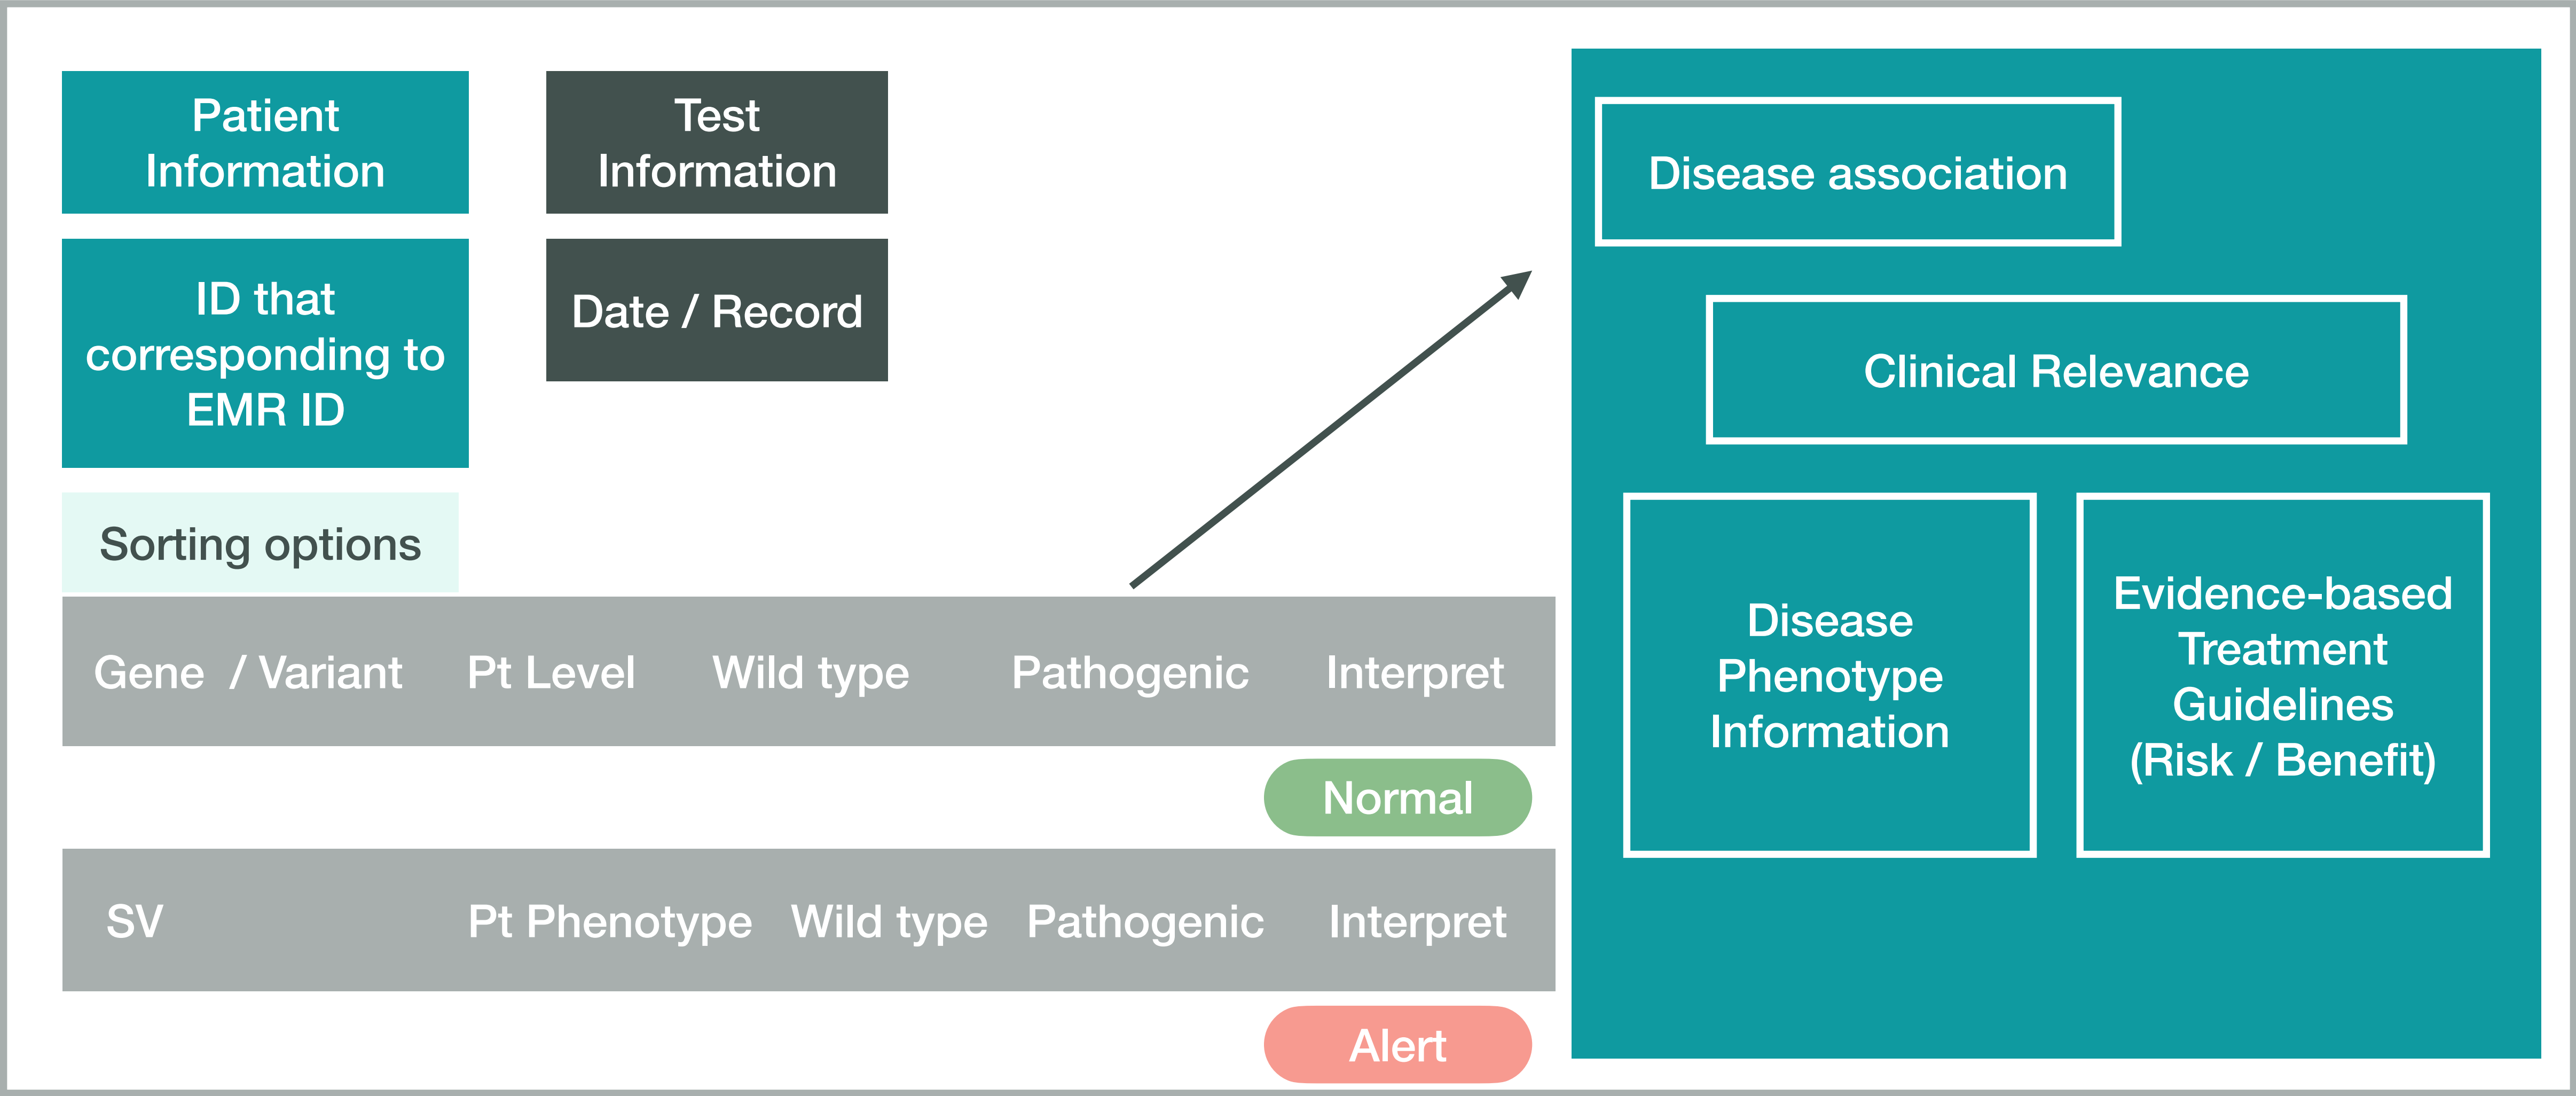 Patient
Information
Test
Information
ID that
corresponding to
EMR ID
Date / Record
Sorting options
Gene / Variant Pt Level Wild type Pathogenic Interpret
Normal
SV Pt Phenotype Wild type Pathogenic Interpret
Alert
Disease association
Clinical Relevance
Disease
Phenotype
Information
Evidence-based
Treatment
Guidelines
(Risk / Benefit)